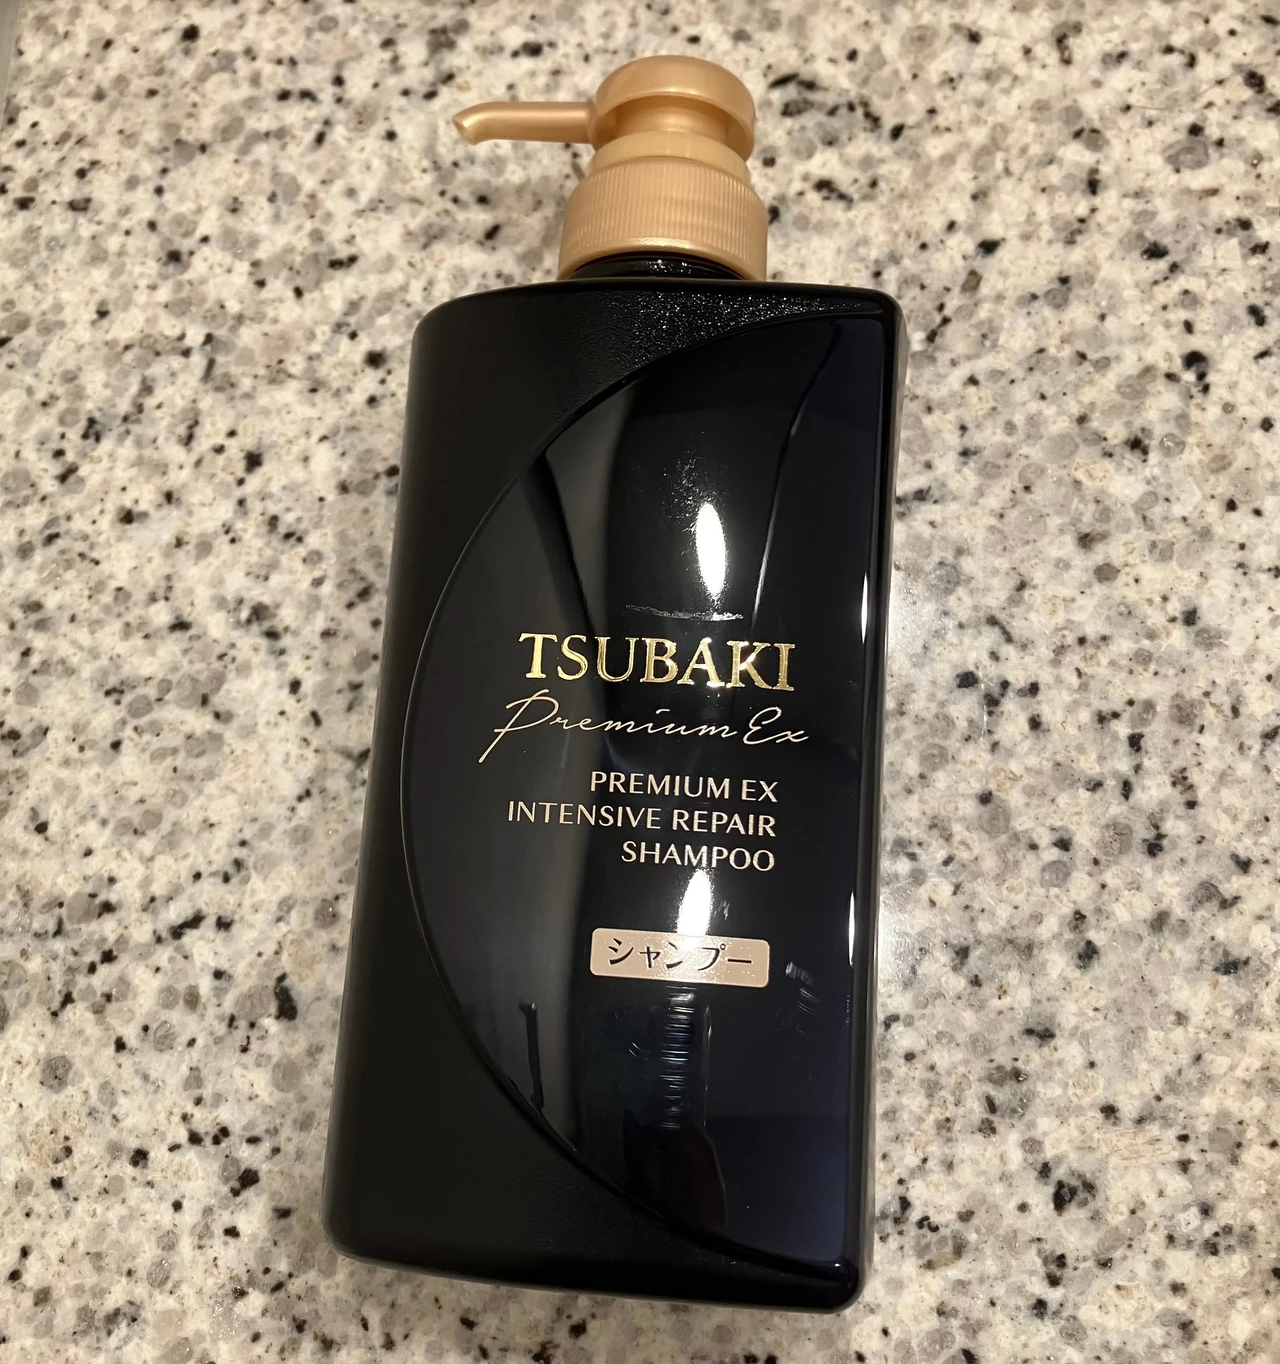 TSUBAKI
Premium Ex
PREMIUM EX
INTENSIVE REPAIR
SHAMPOO
シャンプー